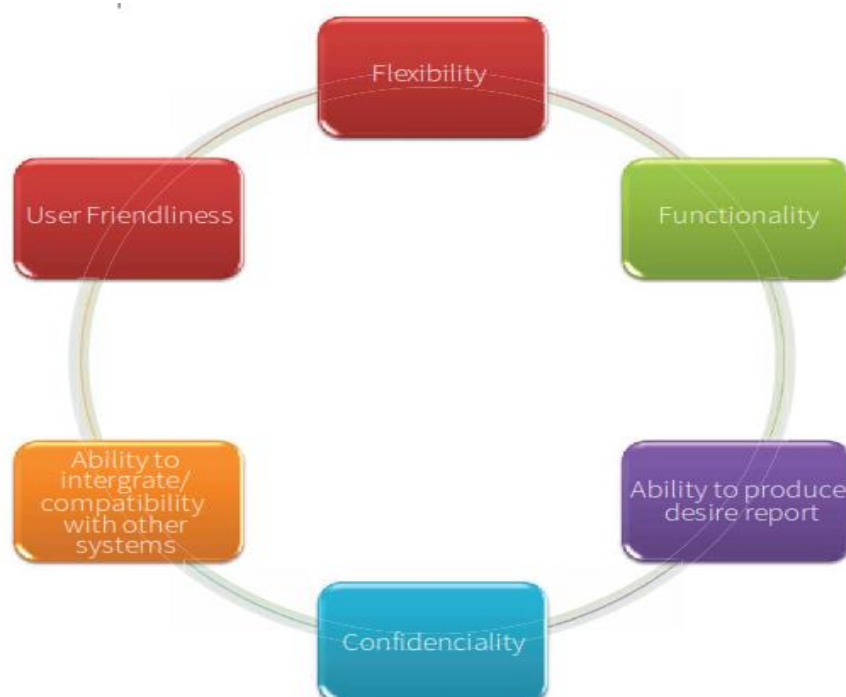 Flexibility
Functionality
Ability to produce
desire report
Confidenciality
Ability to
intergrate/
compatibility
with other
systems
User Friendliness